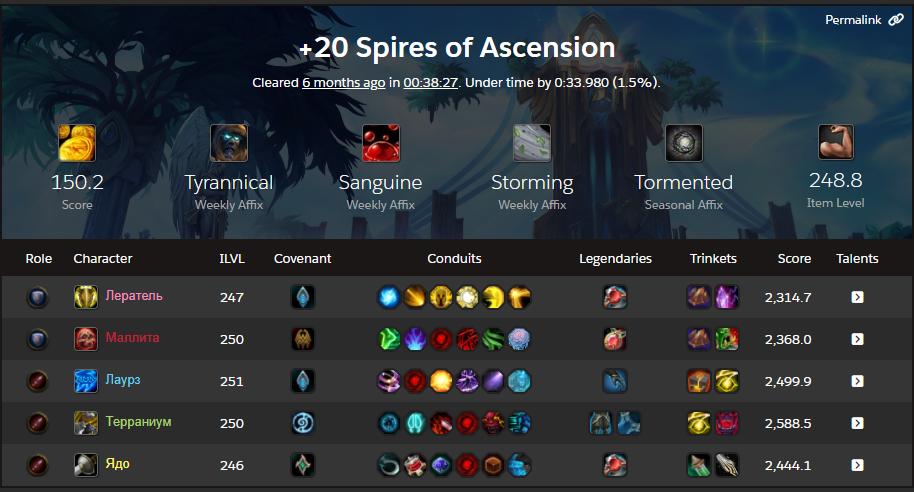 Permalink
+20 Spires of Ascension
Cleared 6 months ago in 00:38:27. Under time by 0:33.980 (1.5%).
150.2 Tyrannical Sanguine Storming Tormented 248.8
Score Weekly Affix Weekly Affix Weekly Affix Seasonal Affix Item Level
Role Character ILVL Covenant Conduits Legendaries Trinkets Score Talents
Лератель 247 2,314.7
Маллита 250 2,368.0
Лаурз 251 2,499.9
Терраниум 250 2,588.5
Ядо 246 2,444.1